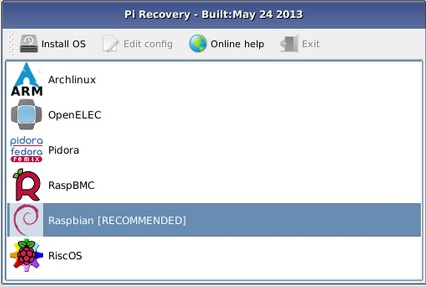 Pi Recovery - Built:May 24 2013
Install OS Edit config Online help Exit
ARM Archlinux
OpenELEC
pidora
fedora
remix
Pidora
RaspBMC
Raspbian [RECOMMENDED]
RiscOS